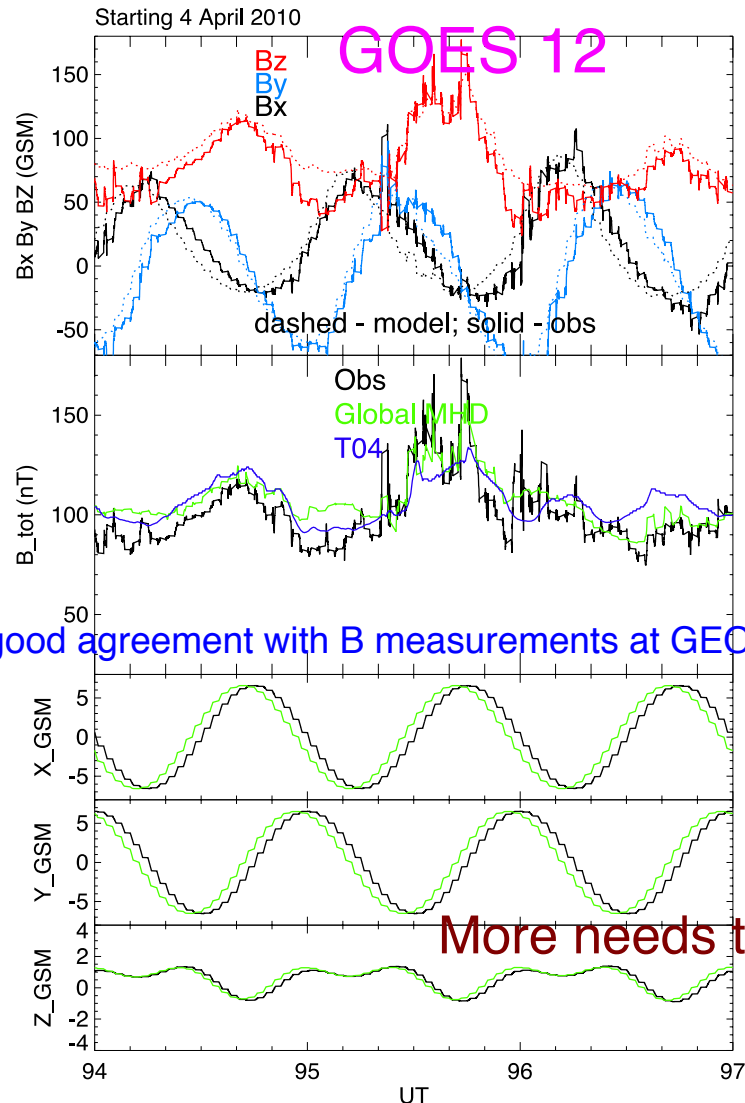 Starting 4 April 2010
GOES 12
Bz
By
Bx
150
100
50
0
-50
Bx By BZ (GSM)
dashed - model; solid - obs
Obs
Global MHD
T04
150
100
50
B_tot (nT)
good agreement with B measurements at GEO
5
0
-5
X_GSM
5
0
-5
Y_GSM
More needs t
4
2
0
-2
-4
Z_GSM
94
95
96
97
UT